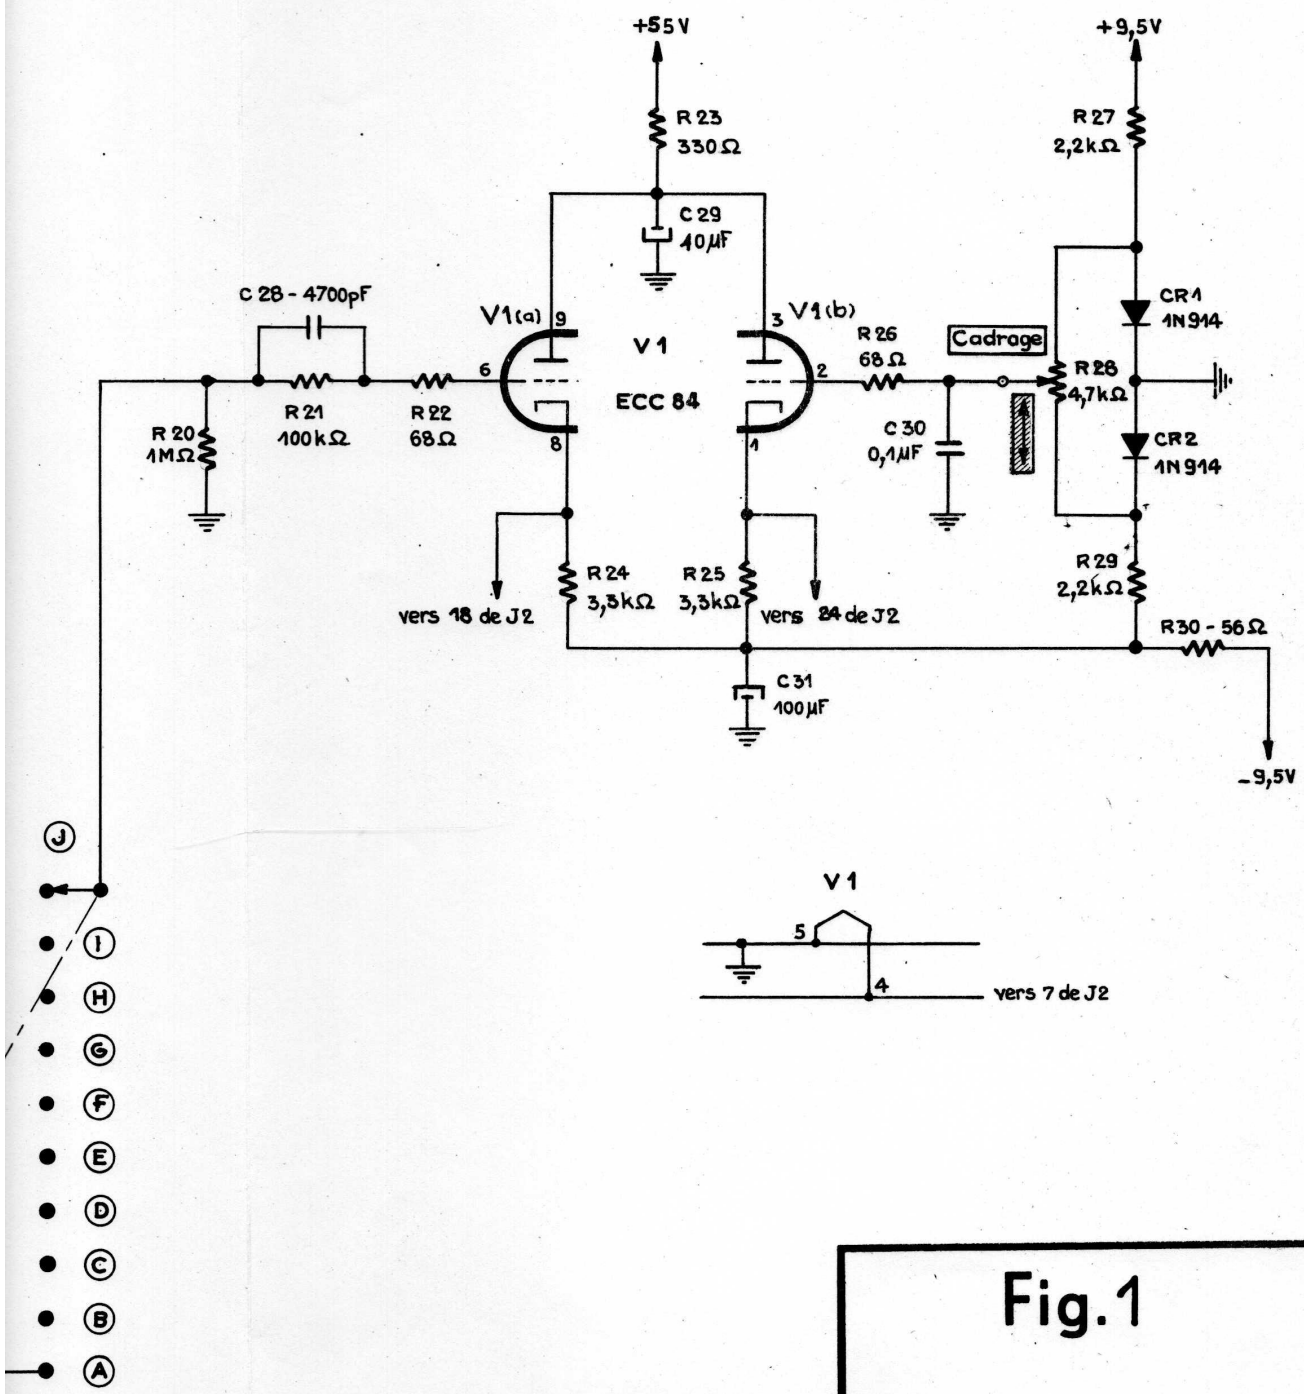 +55V
+9,5V
R23
330Ω
R27
2,2kΩ
C29
10µF
C28-4700pF
CR1
1N914
V1(a)
9
3
V1(b)
V1
R26
68Ω
Cadrage
6
2
R28
4,7kΩ
ECC 84
R21
100kΩ
R22
68Ω
R20
1MΩ
8
1
C30
0,1µF
CR2
1N914
R24
3,3kΩ
R25
3,3kΩ
R29
2,2kΩ
vers 18 de J2
vers 24 de J2
R30-56Ω
C31
100µF
-9,5V
J
V1
5
4
vers 7 de J2
I
H
G
F
E
D
C
B
A
Fig.1